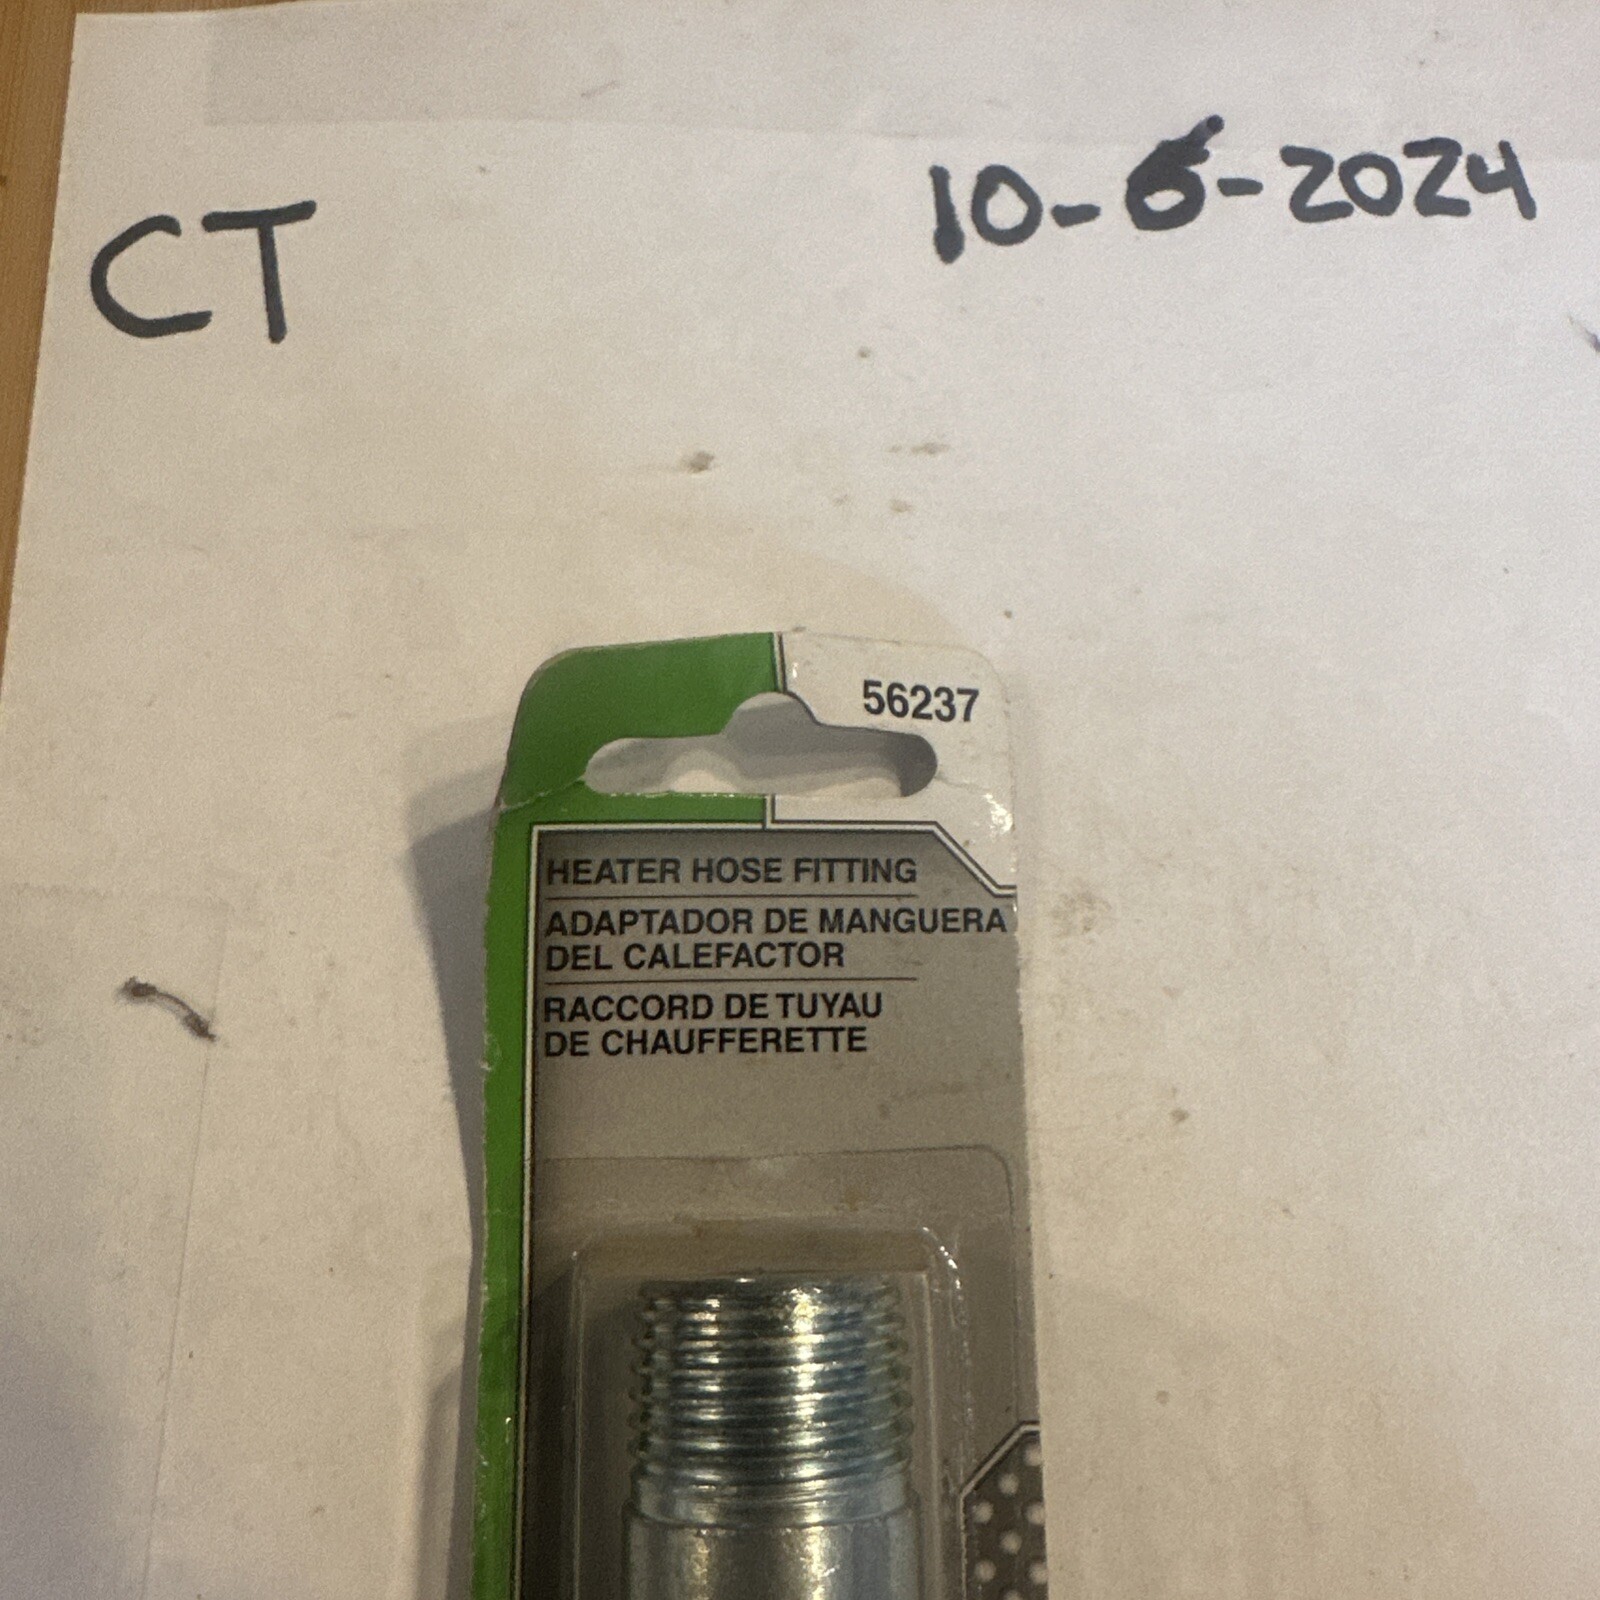 CT
10-6-2024
56237
HEATER HOSE FITTING
ADAPTADOR DE MANGUERA
DEL CALEFACTOR
RACCORD DE TUYAU
DE CHAUFFERETTE